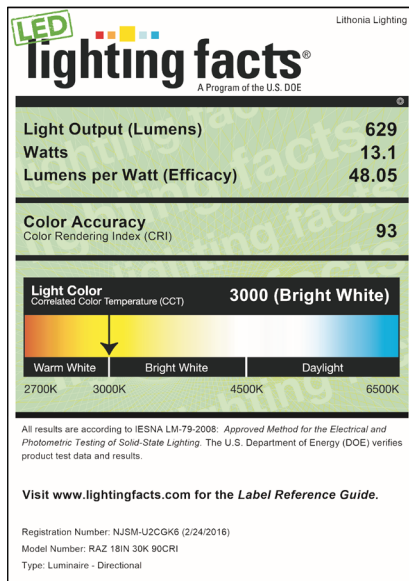 Lithonia Lighting
LED
lighting facts®
A Program of the U.S. DOE
Light Output (Lumens) 629
Watts 13.1
Lumens per Watt (Efficacy) 48.05
Color Accuracy
Color Rendering Index (CRI) 93
Light Color
Correlated Color Temperature (CCT) 3000 (Bright White)
Warm White Bright White Daylight
2700K 3000K 4500K 6500K
All results are according to IESNA LM-79-2008: Approved Method for the Electrical and
Photometric Testing of Solid-State Lighting. The U.S. Department of Energy (DOE) verifies
product test data and results.
Visit www.lightingfacts.com for the Label Reference Guide.
Registration Number: NJSM-U2CGK6 (2/24/2016)
Model Number: RAZ 18IN 30K 90CRI
Type: Luminaire - Directional